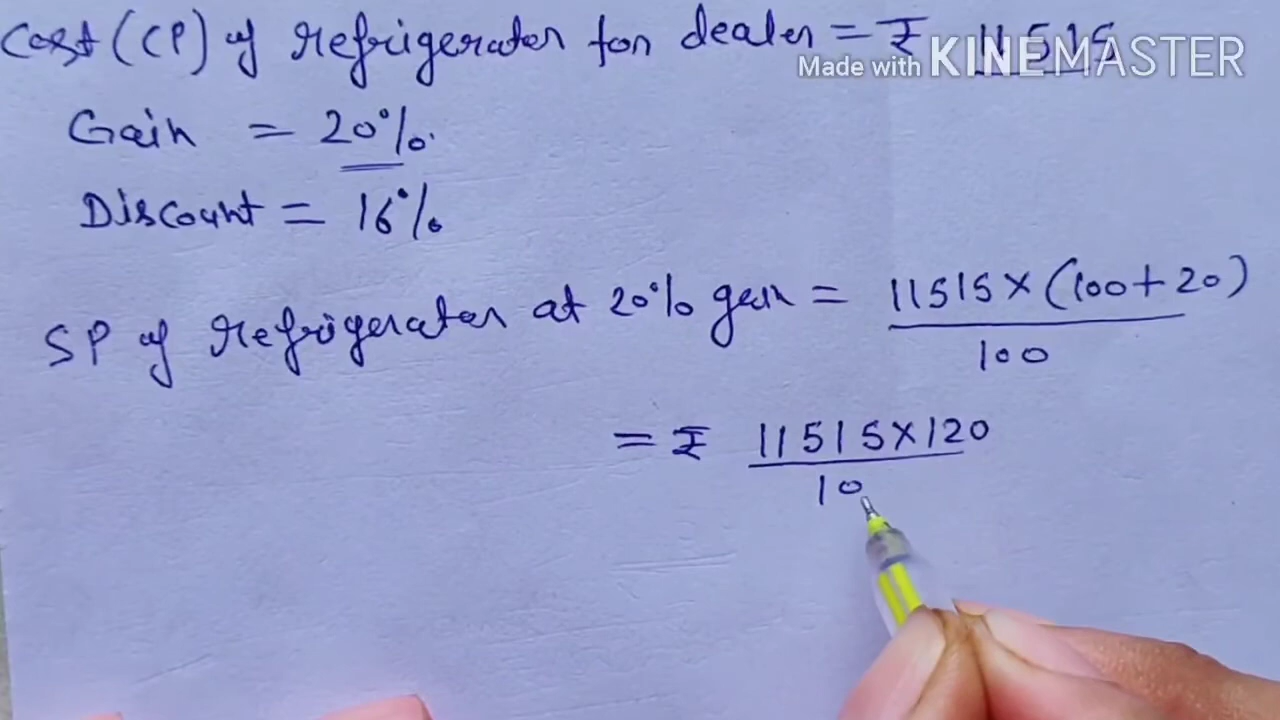 Cost (CP) of refrigerator for dealer = ₹ 11515
Made with KINEMASTER
Gain = 20%.
Discount = 16%
SP of refrigerator at 20% gain = 11515 × (100 + 20)
100
= ₹ 11515 × 120
10